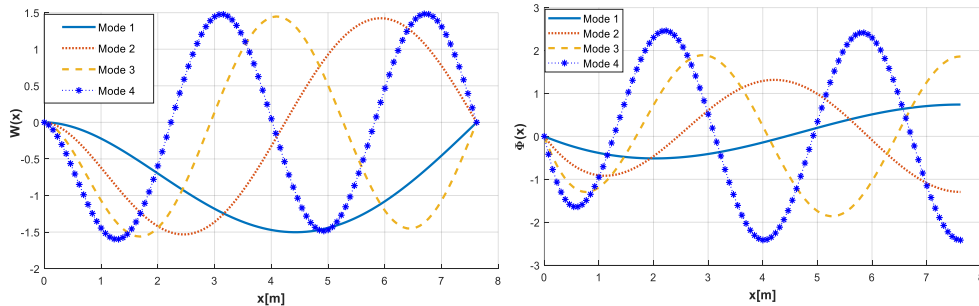 1.5
1
0.5
0
-0.5
-1
-1.5
-2
W(x)
Mode 1
Mode 2
Mode 3
Mode 4
0 1 2 3 4 5 6 7 8
x[m]
3
2
1
0
-1
-2
-3
Φ(x)
Mode 1
Mode 2
Mode 3
Mode 4
0 1 2 3 4 5 6 7 8
x[m]